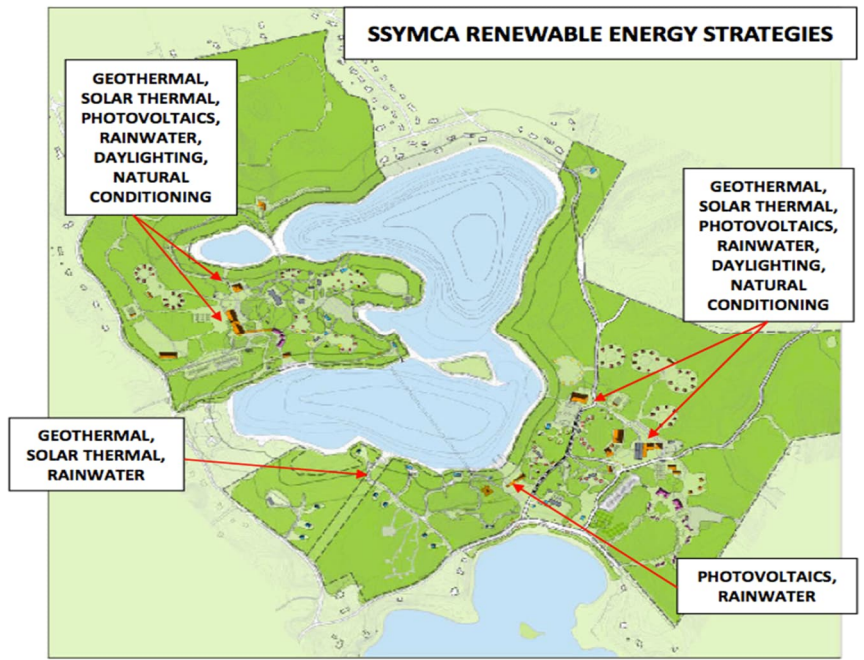 SSYMCA RENEWABLE ENERGY STRATEGIES
GEOTHERMAL,
SOLAR THERMAL,
PHOTOVOLTAICS,
RAINWATER,
DAYLIGHTING,
NATURAL
CONDITIONING
GEOTHERMAL,
SOLAR THERMAL,
PHOTOVOLTAICS,
RAINWATER,
DAYLIGHTING,
NATURAL
CONDITIONING
GEOTHERMAL,
SOLAR THERMAL,
RAINWATER
PHOTOVOLTAICS,
RAINWATER